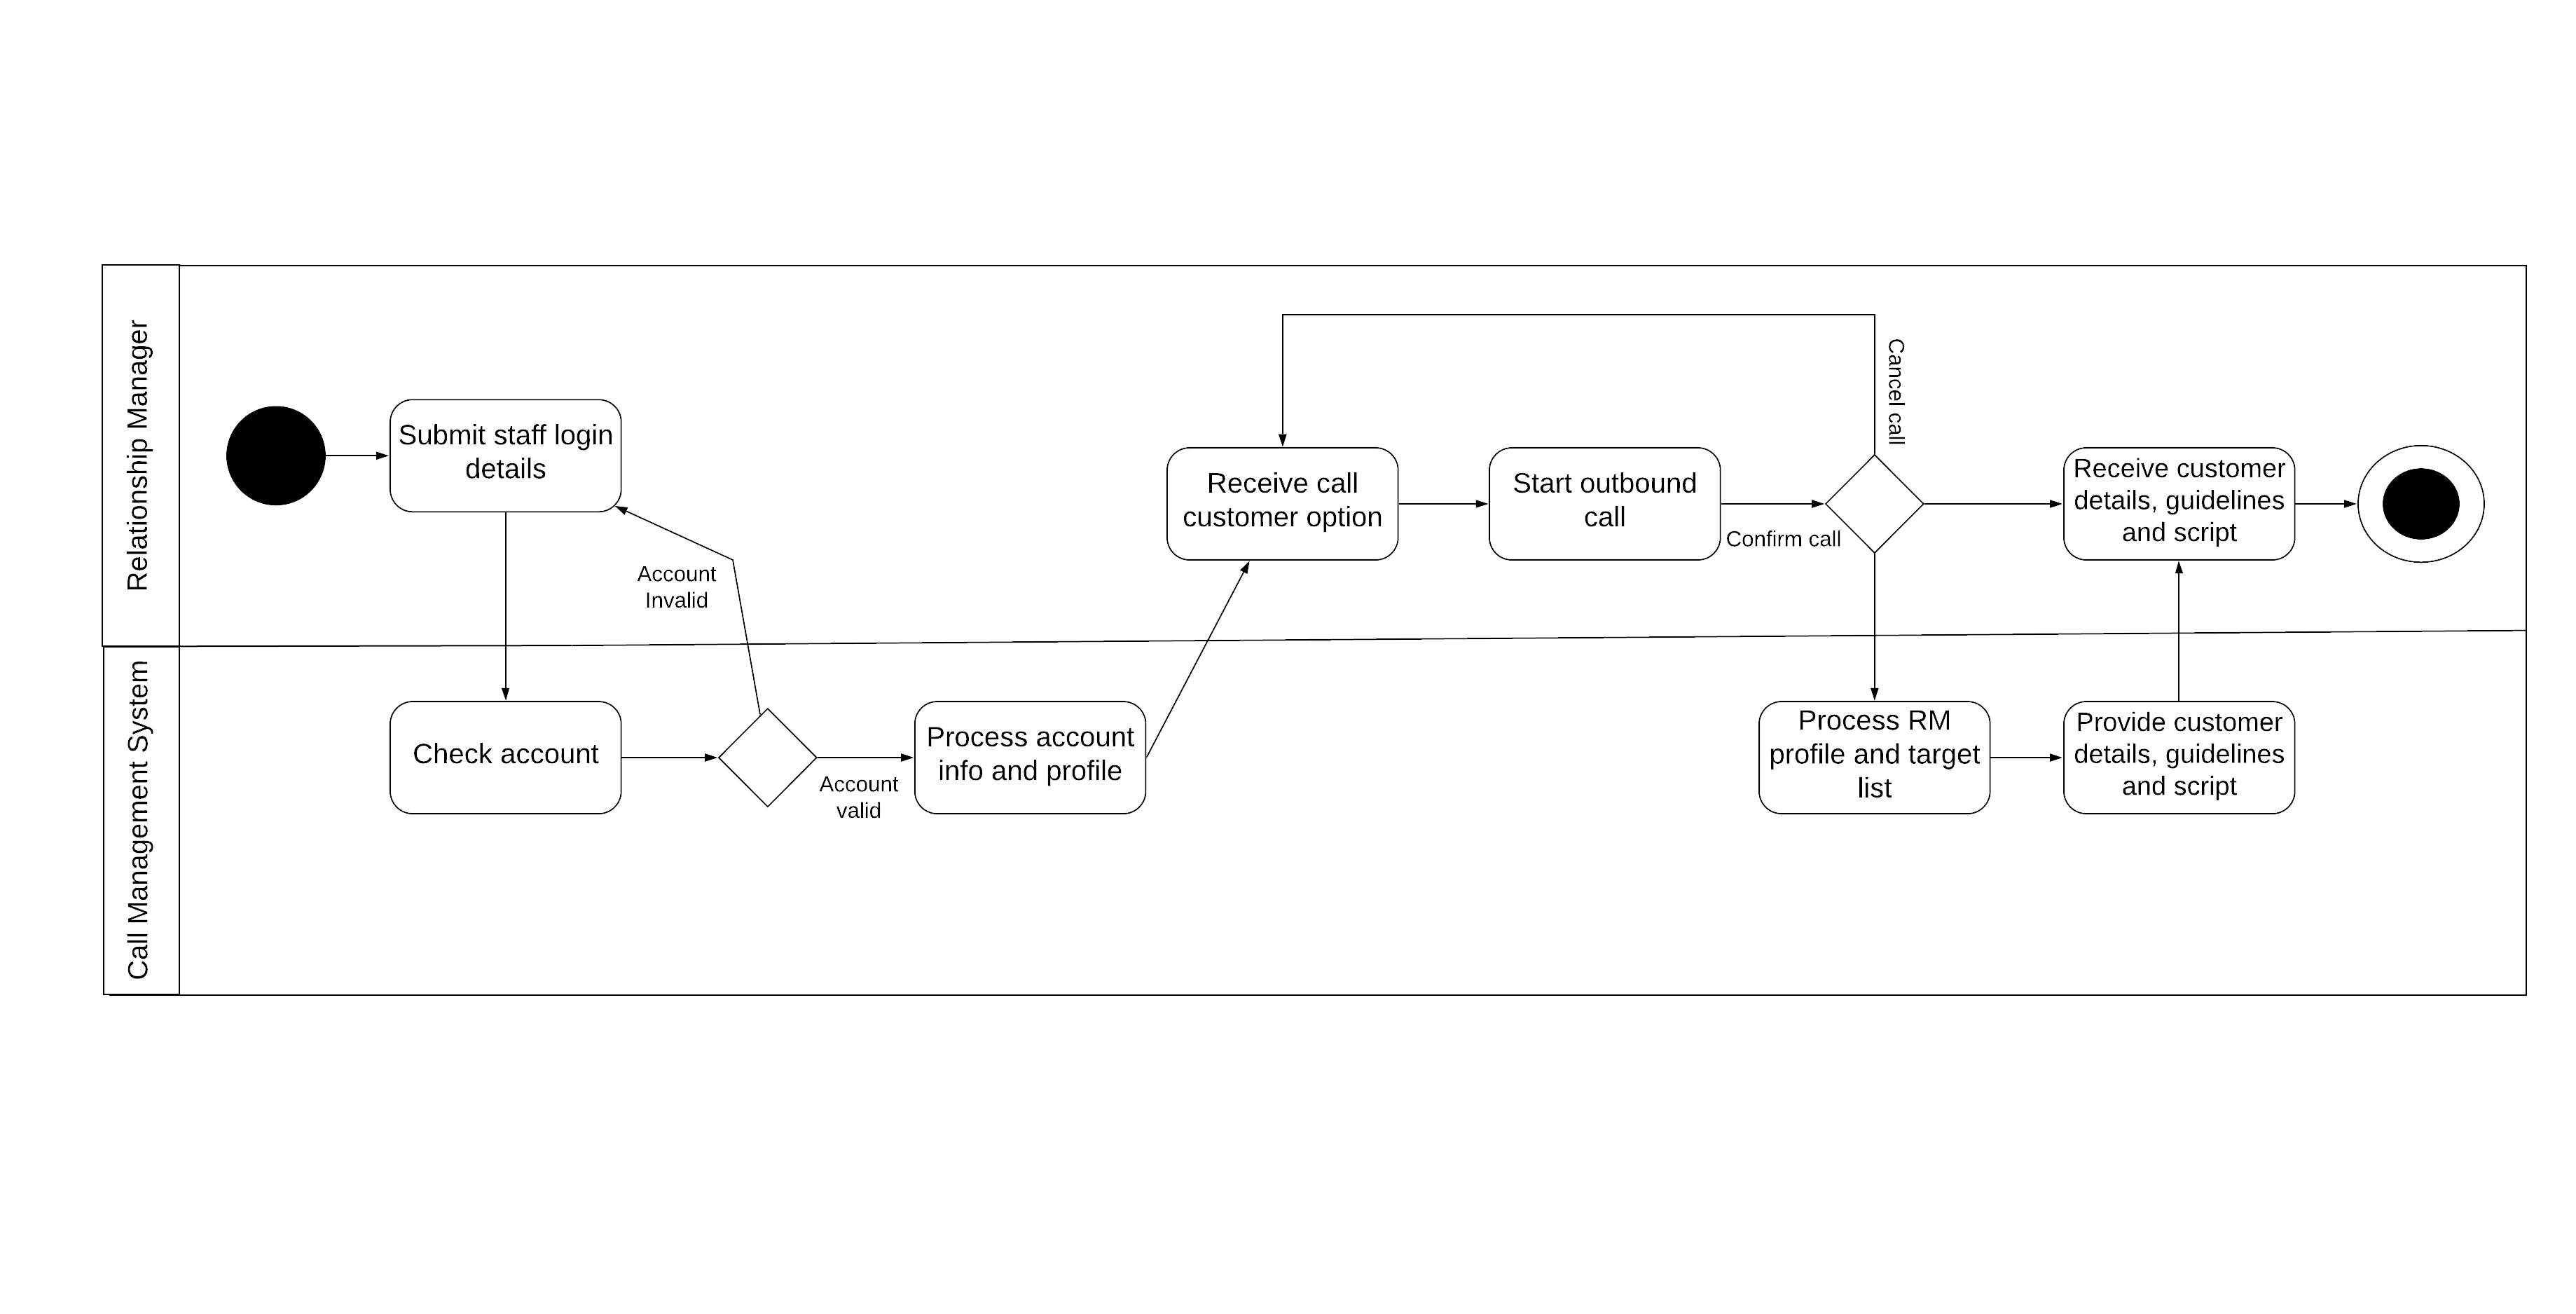 Relationship Manager
Submit staff login
details
Account
Invalid
Receive call
customer option
Start outbound
call
Confirm call
Cancel call
Receive customer
details, guidelines
and script
Call Management System
Check account
Account
valid
Process account
info and profile
Process RM
profile and target
list
Provide customer
details, guidelines
and script